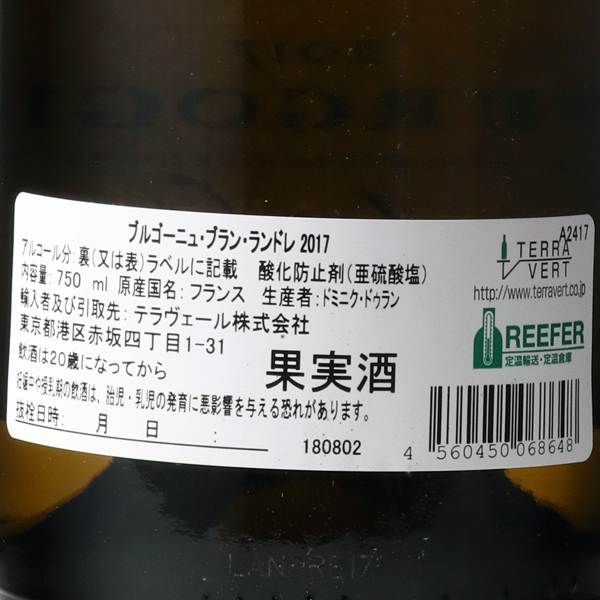 2017
ブルゴーニュ・ブラン・ランドレ 2017
アルコール分:裏(又は表)ラベルに記載 酸化防止剤(亜硫酸塩)
内容量:750 ml 原産国名:フランス 生産者:ドミニク・ドゥラン
輸入者及び引取先:テラヴェール株式会社
東京都港区赤坂四丁目1-31
飲酒は20歳になってから
妊娠中や授乳期の飲酒は、胎児・乳児の発育に悪影響を与える恐れがあります。
抜栓日時: 月 日 :
果実酒
180802
A2417
TERRA
VERT
http://www.terravert.co.jp
REEFER
定温輸送・定温倉庫
4 560450 068648
LANDRE17